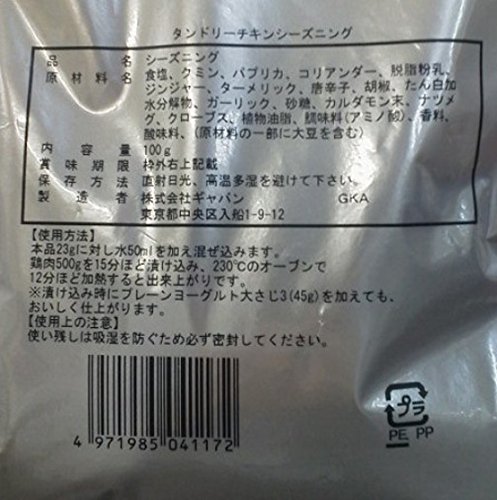 タンドリーチキンシーズニング
品名 シーズニング
原材料名 食塩、クミン、パプリカ、コリアンダー、脱脂粉乳、
ジンジャー、ターメリック、唐辛子、胡椒、たん白加
水分解物、ガーリック、砂糖、カルダモン末、ナツメ
グ、クローブス、植物油脂、調味料(アミノ酸)、香料、
酸味料、(原材料の一部に大豆を含む)
内容量 100g
賞味期限 枠外右上記載
保存方法 直射日光、高温多湿を避けて下さい。
製造者 株式会社ギャバン GKA
東京都中央区入船1-9-12
【使用方法】
本品23gに対し水50mlを加え混ぜ込みます。
鶏肉500gを15分ほど漬け込み、230℃のオーブンで
12分ほど加熱すると出来上がりです。
※漬け込み時にプレーンヨーグルト大さじ3(45g)を加えても、
おいしく仕上がります。
【使用上の注意】
使い残しは吸湿を防ぐため必ず密封してください。
4 971985 041172
プラ
PE, PP